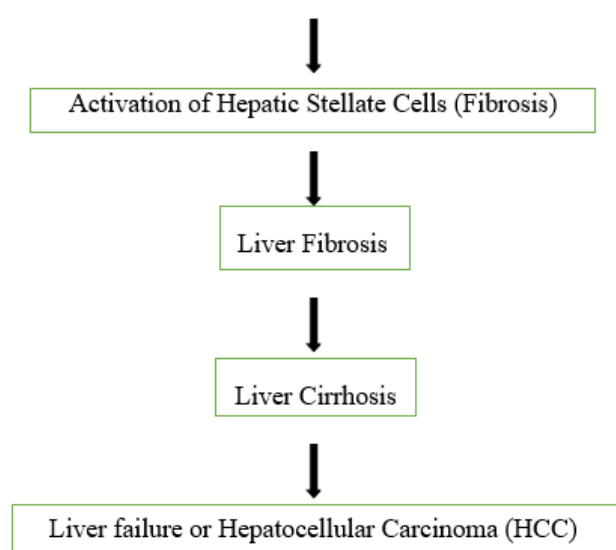 Activation of Hepatic Stellate Cells (Fibrosis)
Liver Fibrosis
Liver Cirrhosis
Liver failure or Hepatocellular Carcinoma (HCC)